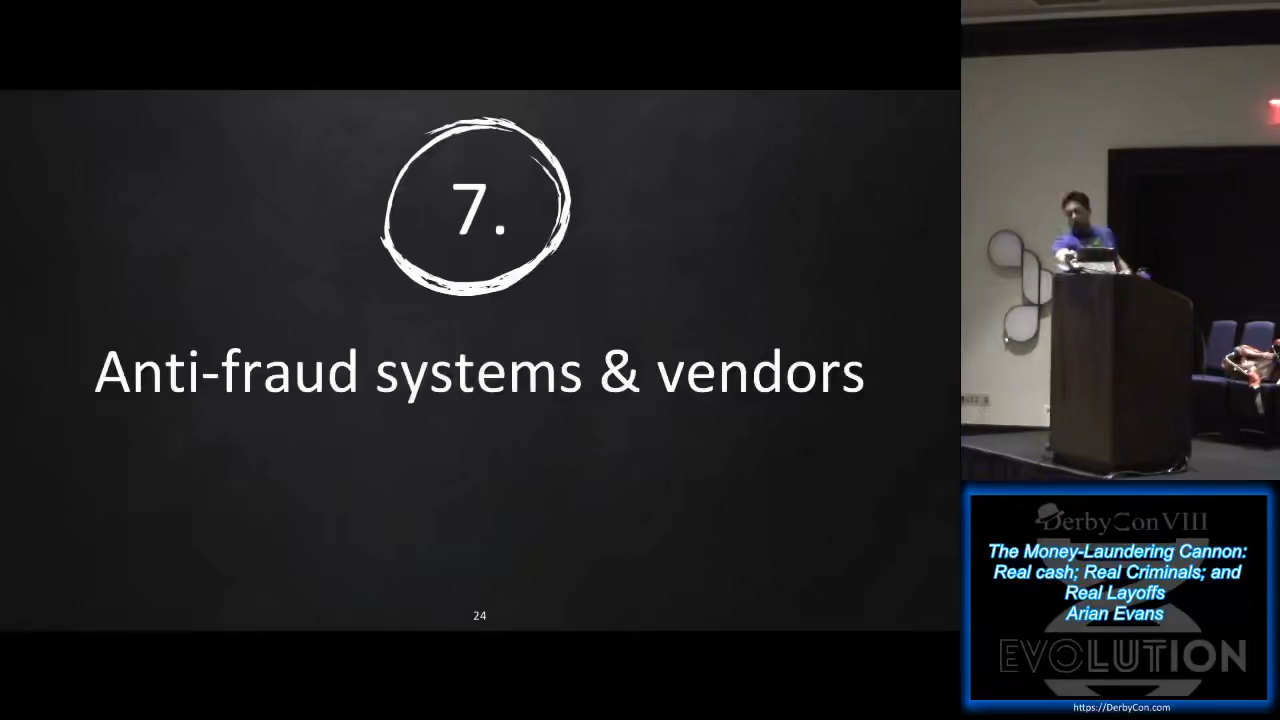 7.
Anti-fraud systems & vendors
24
DerbyCon VIII
The Money-Laundering Cannon:
Real cash; Real Criminals; and
Real Layoffs
Arian Evans
EVOLUTION
https://DerbyCon.com